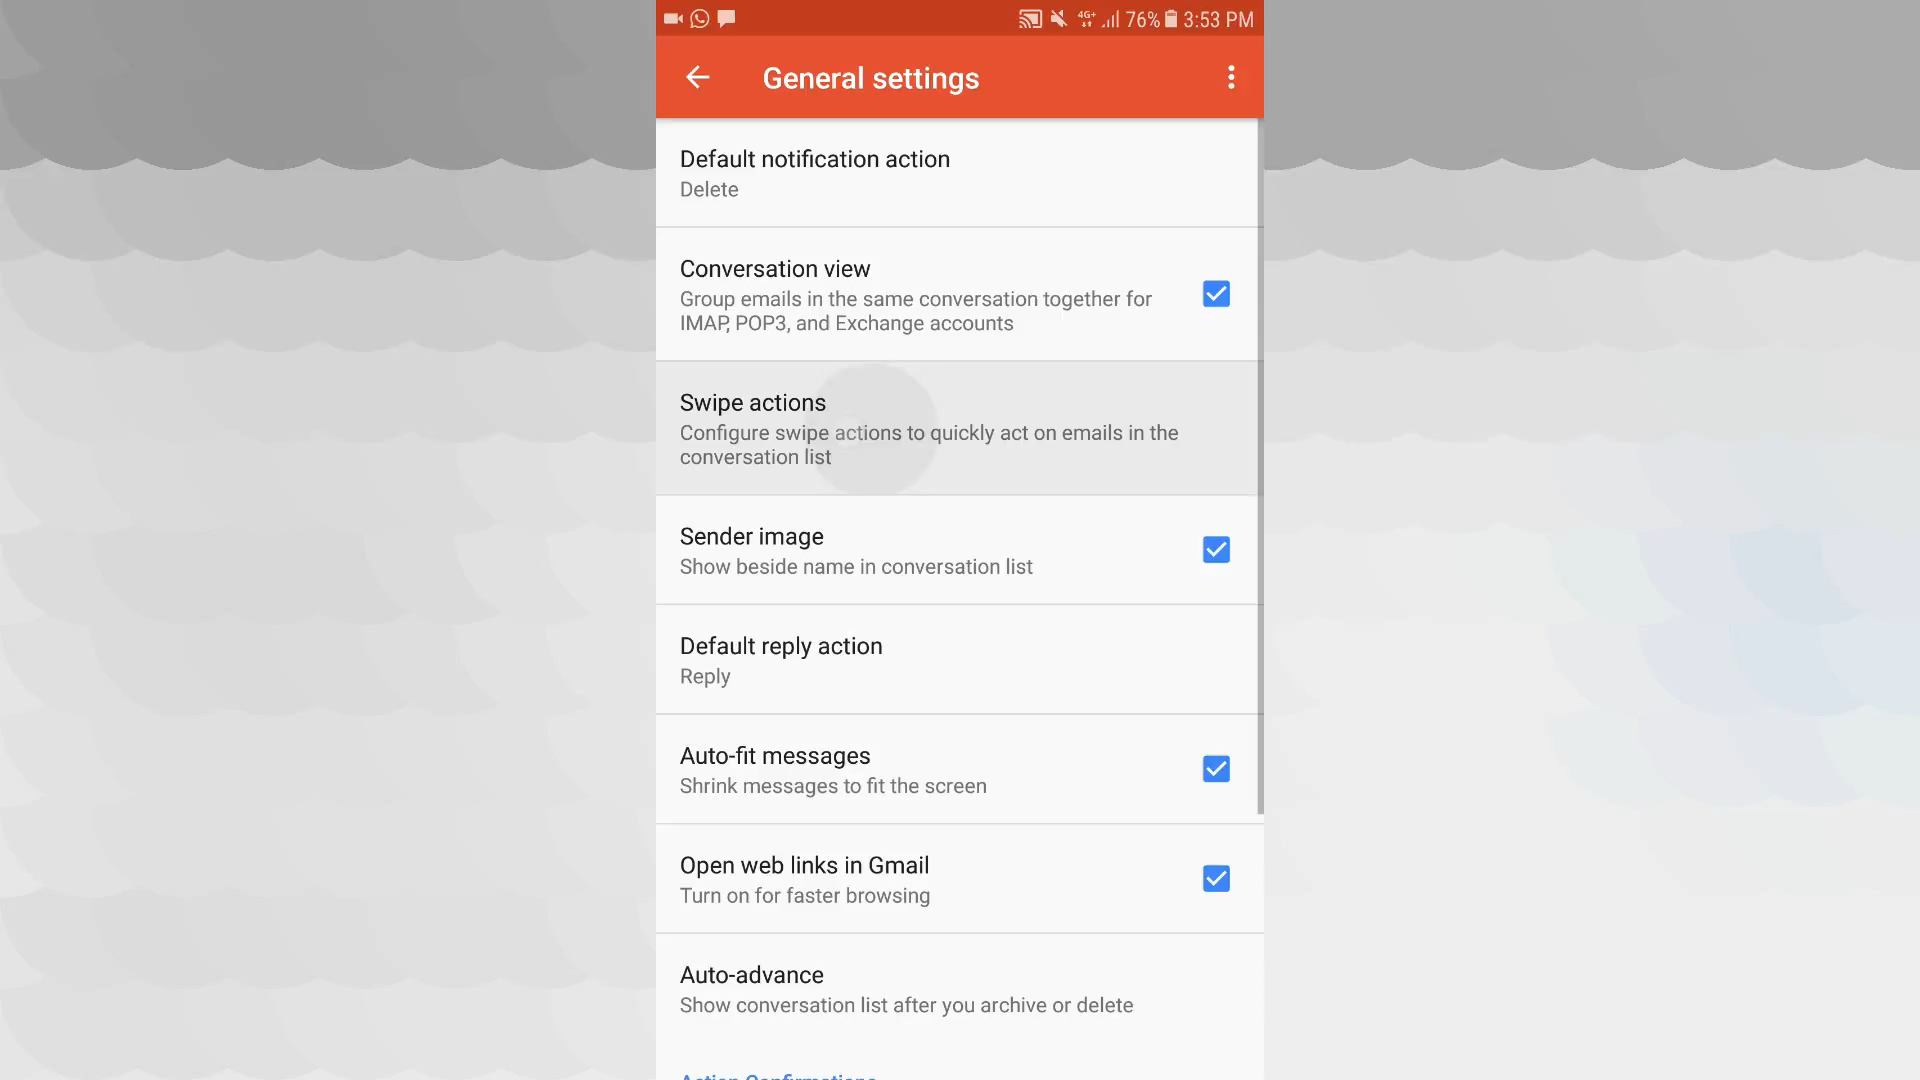 4G+ 76% 3:53 PM
General settings
Default notification action
Delete
Conversation view
Group emails in the same conversation together for
IMAP, POP3, and Exchange accounts
Swipe actions
Configure swipe actions to quickly act on emails in the
conversation list
Sender image
Show beside name in conversation list
Default reply action
Reply
Auto-fit messages
Shrink messages to fit the screen
Open web links in Gmail
Turn on for faster browsing
Auto-advance
Show conversation list after you archive or delete
Action Confirmations